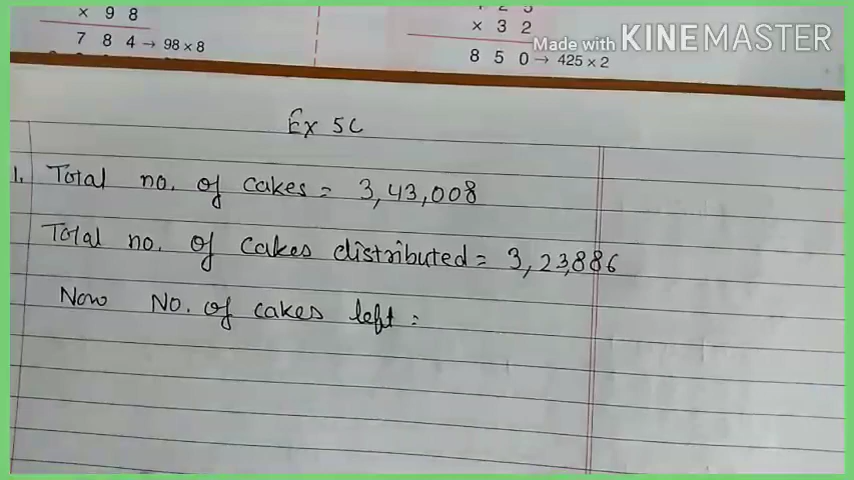 × 9 8
7 8 4 → 98 × 8
× 3 2
8 5 0 → 425 × 2
Made with KINEMASTER
Ex 5C
1. Total no. of cakes = 3,43,008
Total no. of cakes distributed = 3,23,886
Now No. of cakes left =